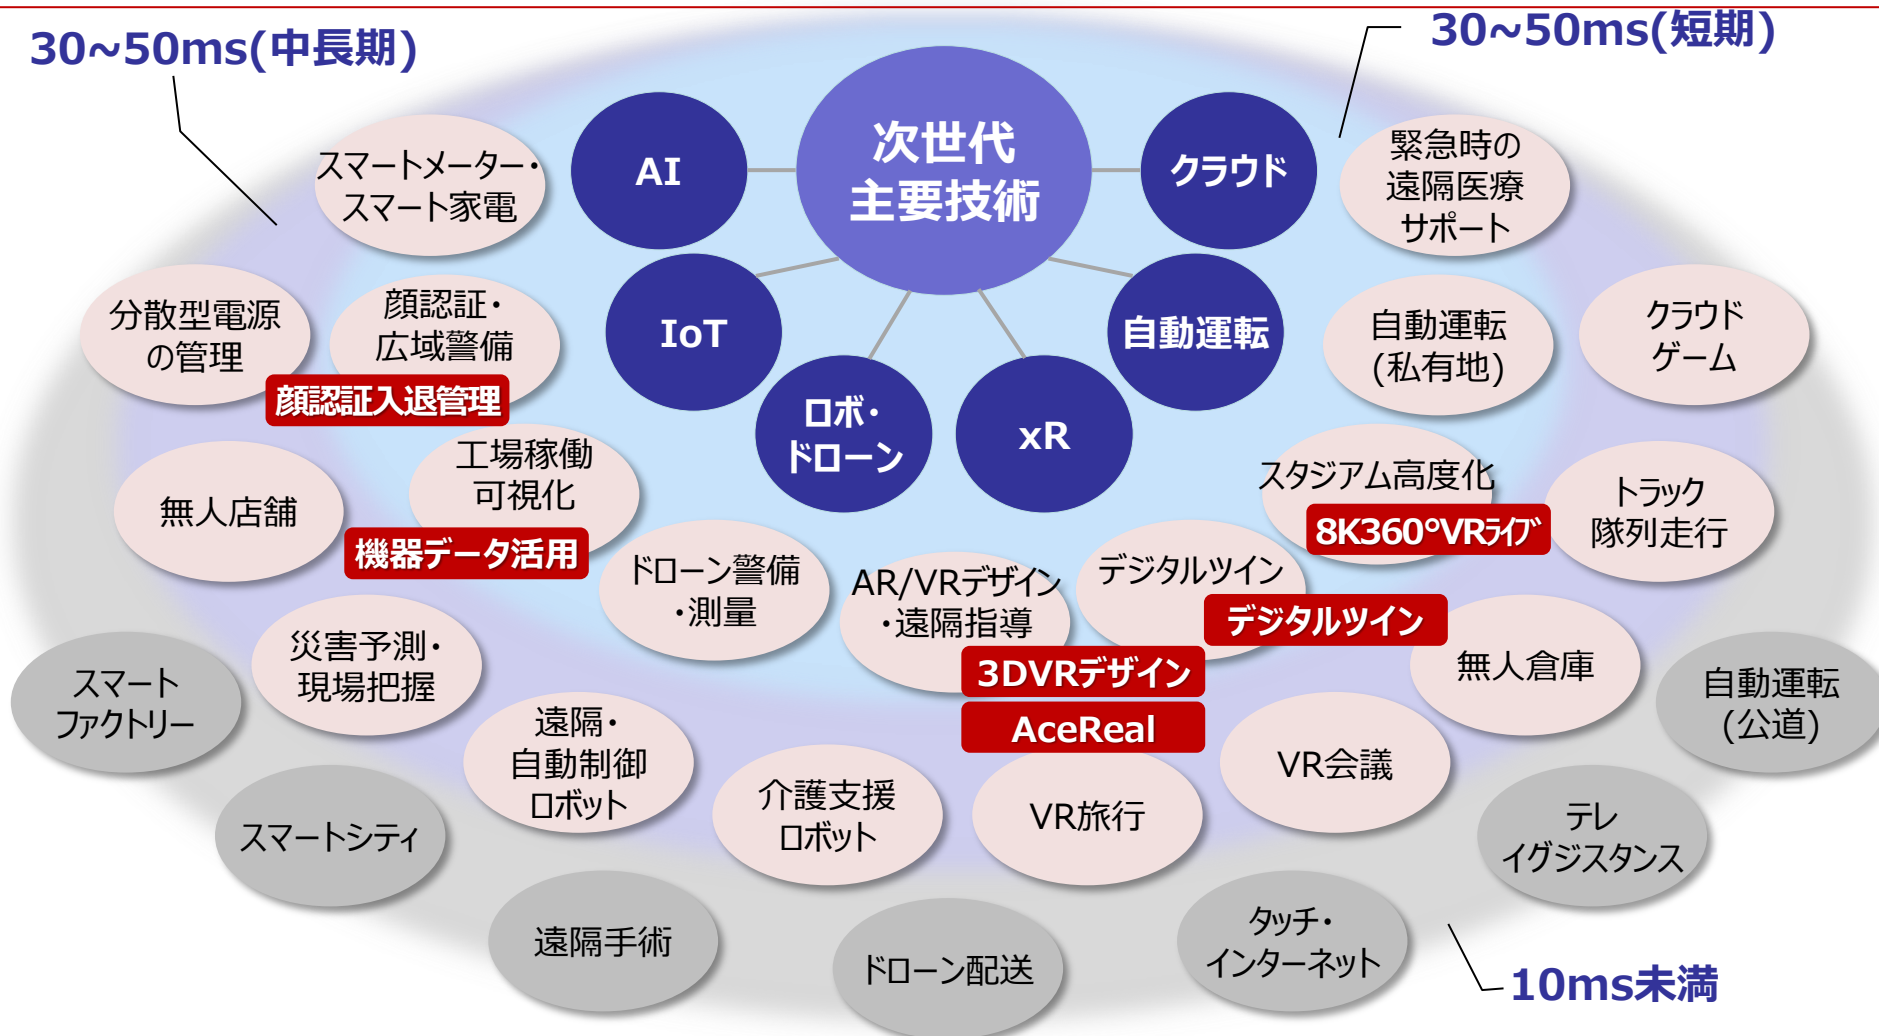 30~50ms(中長期)
30~50ms(短期)
次世代
主要技術
AI
クラウド
IoT
自動運転
ロボ・
ドローン
xR
スマートメーター・
スマート家電
緊急時の
遠隔医療
サポート
分散型電源
の管理
顔認証・
広域警備
顔認証入退管理
自動運転
(私有地)
クラウド
ゲーム
無人店舗
工場稼働
可視化
機器データ活用
スタジアム高度化
8K360°VRライブ
トラック
隊列走行
ドローン警備
・測量
AR/VRデザイン
・遠隔指導
3DVRデザイン
AceReal
デジタルツイン
デジタルツイン
災害予測・
現場把握
無人倉庫
スマート
ファクトリー
自動運転
(公道)
遠隔・
自動制御
ロボット
介護支援
ロボット
VR旅行
VR会議
スマートシティ
テレ
イグジスタンス
遠隔手術
ドローン配送
タッチ・
インターネット
10ms未満